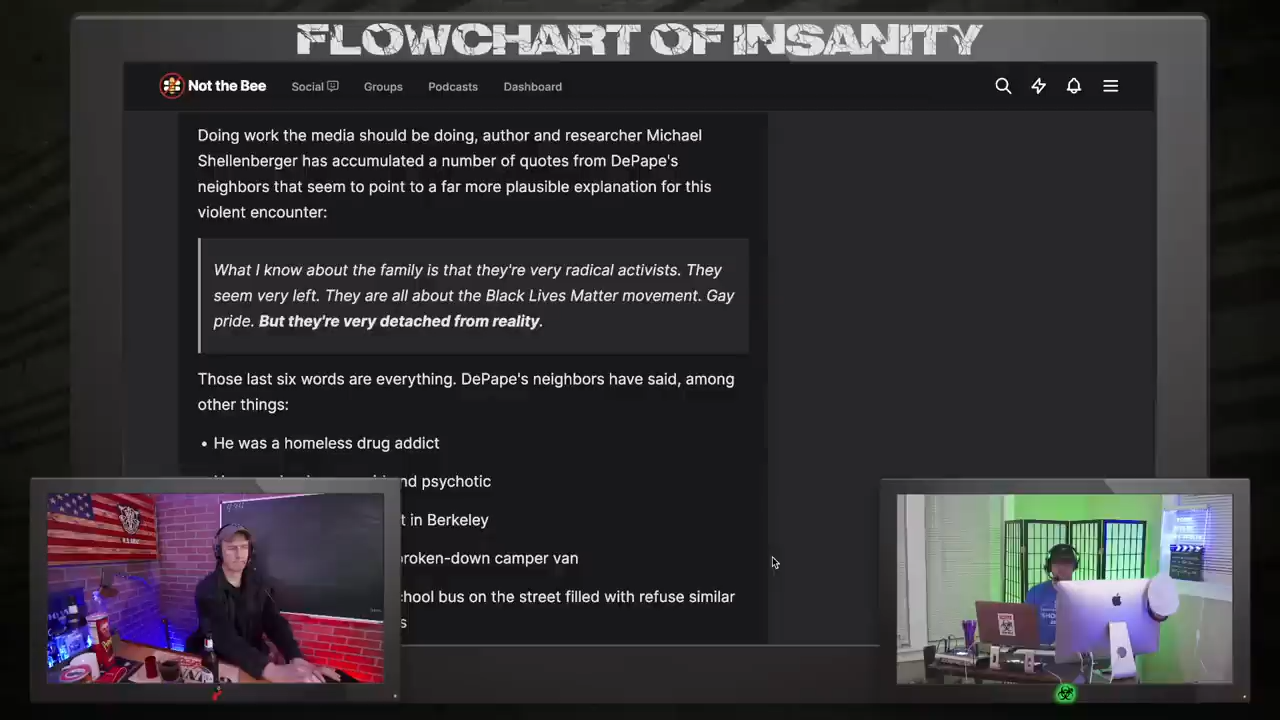 FLOWCHART OF INSANITY
Not the Bee Social Groups Podcasts Dashboard
Doing work the media should be doing, author and researcher Michael
Shellenberger has accumulated a number of quotes from DePape's
neighbors that seem to point to a far more plausible explanation for this
violent encounter:
What I know about the family is that they're very radical activists. They
seem very left. They are all about the Black Lives Matter movement. Gay
pride. But they're very detached from reality.
Those last six words are everything. DePape's neighbors have said, among
other things:
• He was a homeless drug addict
psychotic
in Berkeley
broken-down camper van
bus on the street filled with refuse similar